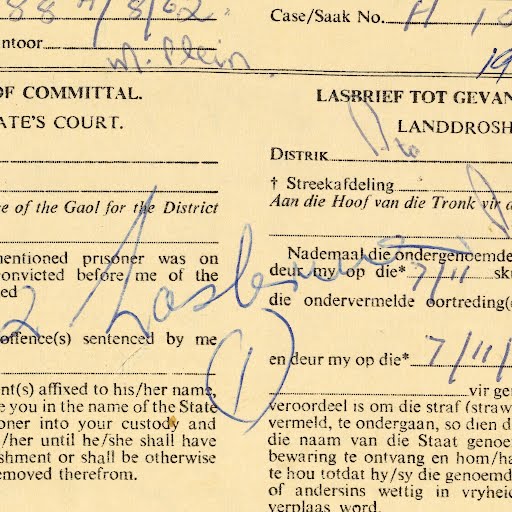 88 A/8/62
Case/Saak No. H 10
ntoor
M. Plein
19
OF COMMITTAL.
ATE'S COURT.
e of the Gaol for the District
mentioned prisoner was on
convicted before me of the
ed
offence(s) sentenced by me
nt(s) affixed to his/her name,
e you in the name of the State
oner into your custody and
/her until he/she shall have
shment or shall be otherwise
emoved therefrom.
LASBRIEF TOT GEVAN
LANDDROSH
DISTRIK
† Streekafdeling
Aan die Hoof van die Tronk vir d
Nademaal die ondergenoemde
deur my op die* 7/11 sk
die ondervermelde oortreding(
en deur my op die* 7/11/
vir ge
veroordeel is om die straf (straw
vermeld, te ondergaan, so dien d
die naam van die Staat genoe
bewaring te ontvang en hom/ha
te hou totdat hy/sy die genoemd
of andersins wettig in vryheid
verplaas word.
1